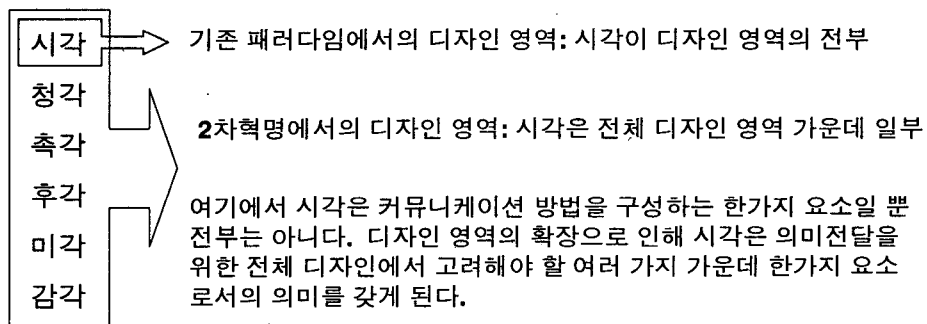 시각
기존 패러다임에서의 디자인 영역: 시각이 디자인 영역의 전부
청각
2차혁명에서의 디자인 영역: 시각은 전체 디자인 영역 가운데 일부
촉각
후각
여기에서 시각은 커뮤니케이션 방법을 구성하는 한가지 요소일 뿐
전부는 아니다. 디자인 영역의 확장으로 인해 시각은 의미전달을
미각
위한 전체 디자인에서 고려해야 할 여러 가지 가운데 한가지 요소
감각
로서의 의미를 갖게 된다.